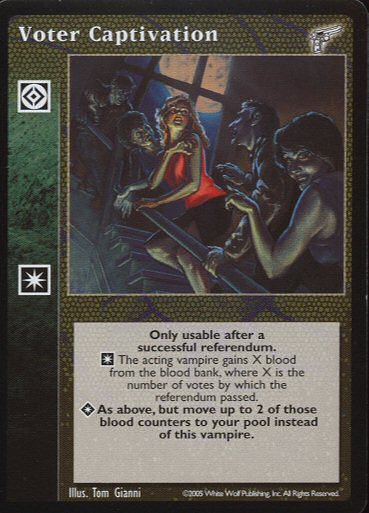 Voter Captivation
Only usable after a
successful referendum.
The acting vampire gains X blood
from the blood bank, where X is the
number of votes by which the
referendum passed.
As above, but move up to 2 of those
blood counters to your pool instead
of this vampire.
Illus. Tom Gianni
©2005 White Wolf Publishing, Inc. All Rights Reserved.